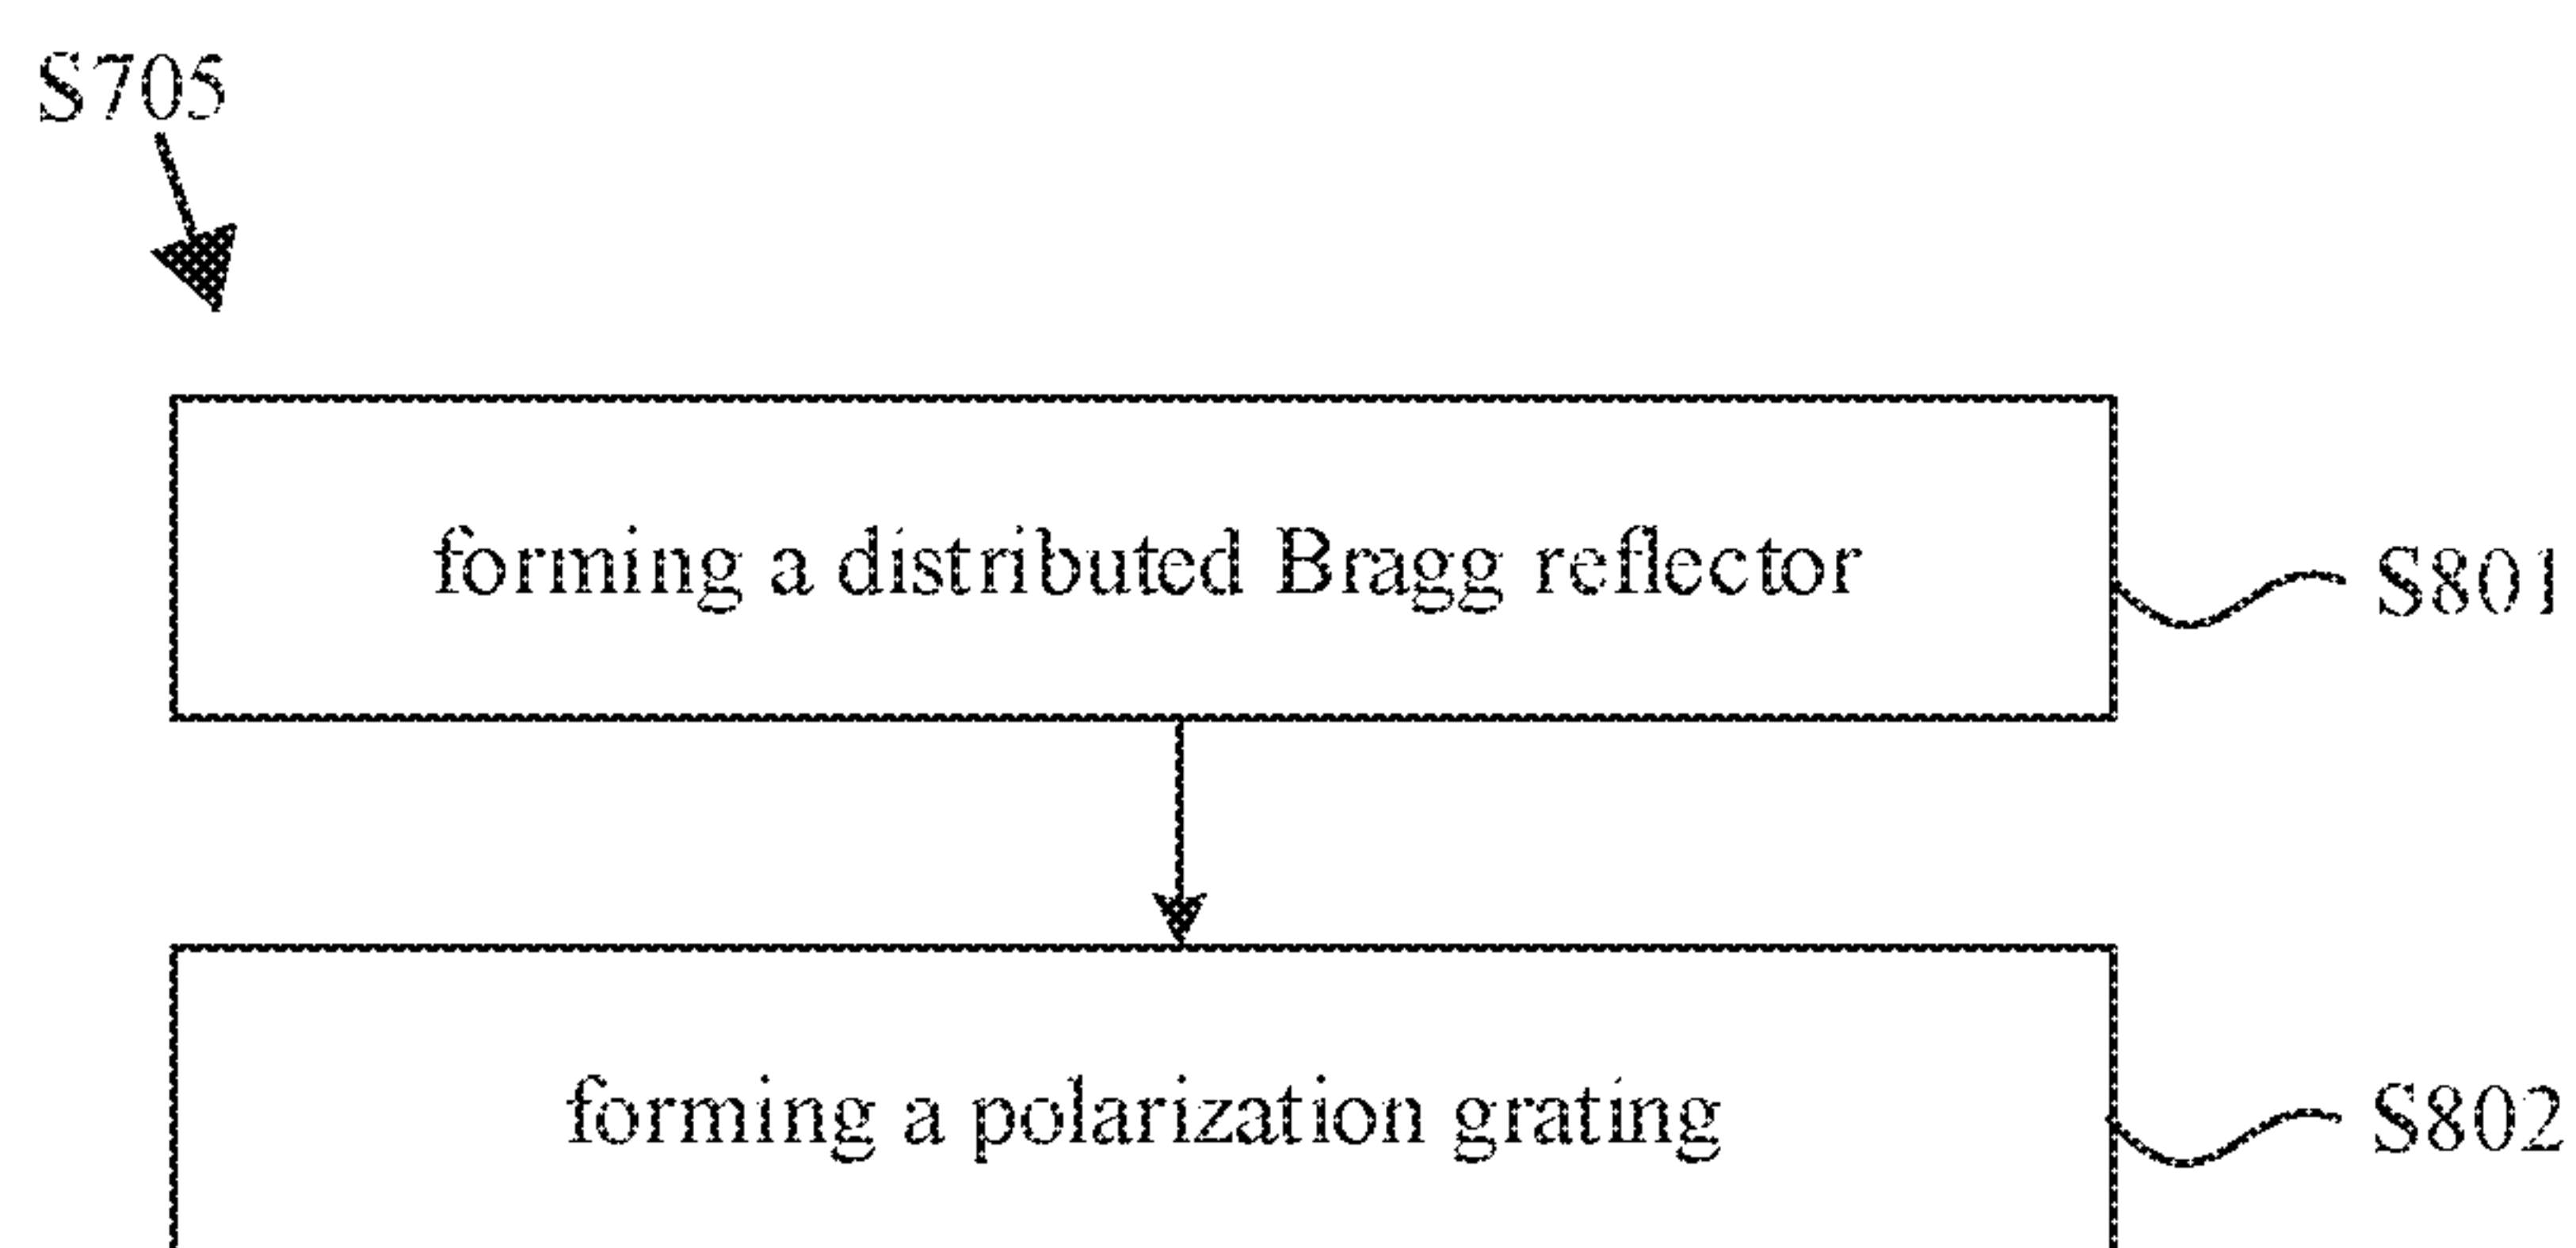 S705
forming a distributed Bragg reflector
S801
forming a polarization grating
S802